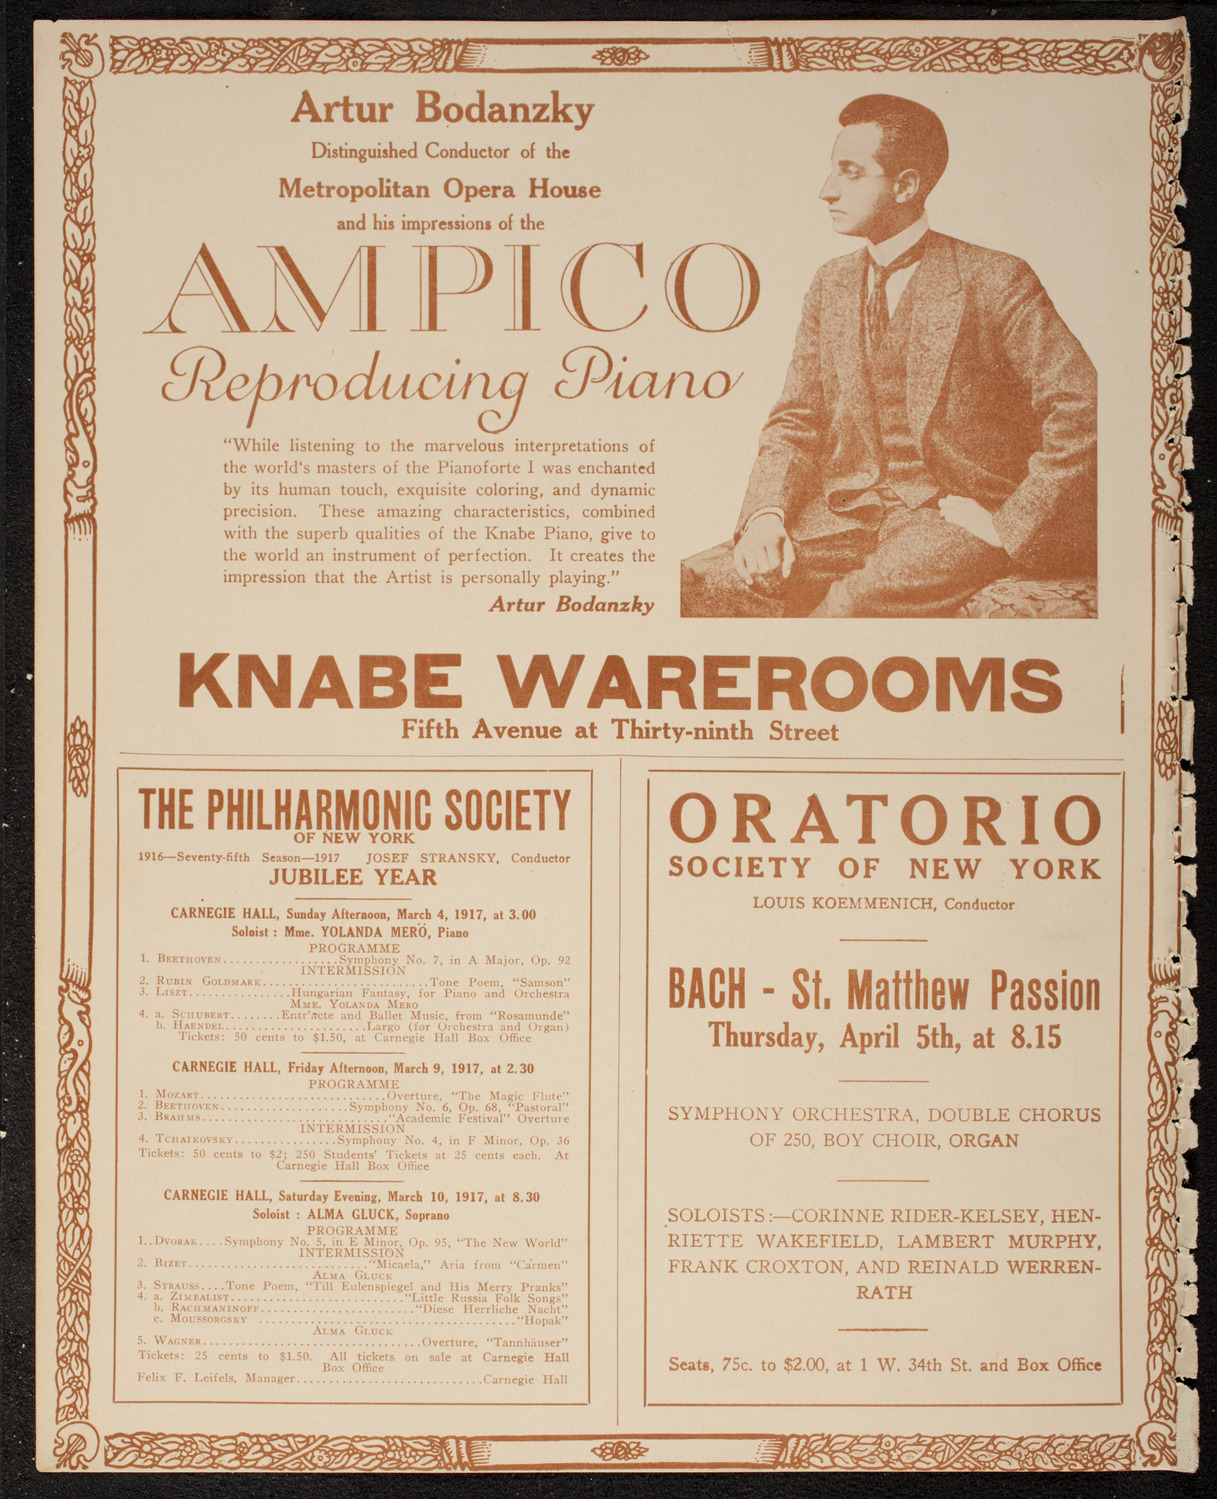 Artur Bodanzky
Distinguished Conductor of the
Metropolitan Opera House
and his impressions of the
AMPICO
Reproducing Piano
“While listening to the marvelous interpretations of
the world‘s masters of the Pianoforte I was enchanted
by its human touch, exquisite coloring, and dynamic
precision. These amazing characteristics, combined
with the superb qualities of the Knabe Piano, give to
the world an instrument of perfection. It creates the
impression that the Artist is personally playing.”
Artur Bodanzky
KNABE WAREROOMS
Fifth Avenue at Thirty-ninth Street
THE PHILHARMONIC SOCIETY
OF NEW YORK
1916—Seventy-fifth Season—1917 JOSEF STRANSKY, Conductor
JUBILEE YEAR
CARNEGIE HALL, Sunday Afternoon, March 4, 1917, at 3.00
Soloist : Mme. YOLANDA MERÖ, Piano
PROGRAMME
1. BEETHOVEN.................Symphony No. 7, in A Major, Op. 92
INTERMISSION
2. RUBIN GOLDMARK........................Tone Poem, “Samson”
3. LISZT...............Hungarian Fantasy, for Piano and Orchestra
MME. YOLANDA MERO
4. a. SCHUBERT........Entr'acte and Ballet Music, from “Rosamunde”
b. HAENDEL....................Largo (for Orchestra and Organ)
Tickets: 50 cents to $1.50, at Carnegie Hall Box Office
CARNEGIE HALL, Friday Afternoon, March 9, 1917, at 2.30
PROGRAMME
1. MOZART...........................Overture, “The Magic Flute”
2. BEETHOVEN...................Symphony No. 6, Op. 68, “Pastoral”
3. BRAHMS...........................“Academic Festival” Overture
INTERMISSION
4. TCHAIKOVSKY...............Symphony No. 4, in F Minor, Op. 36
Tickets: 50 cents to $2; 250 Students' Tickets at 25 cents each. At
Carnegie Hall Box Office
CARNEGIE HALL, Saturday Evening, March 10, 1917, at 8.30
Soloist : ALMA GLUCK, Soprano
PROGRAMME
1..DVORAK....Symphony No. 5, in E Minor, Op. 95, “The New World”
INTERMISSION
2. BIZET..........................“Micaela,” Aria from “Carmen”
ALMA GLUCK
3. STRAUSS....Tone Poem, “Till Eulenspiegel and His Merry Pranks”
4. a. ZIMBALIST.........................“Little Russia Folk Songs”
b. RACHMANINOFF......................“Diese Herrliche Nacht”
c. MOUSSORGSKY .....................................“Hopak”
ALMA GLUCK
5. WAGNER...............................Overture, “Tannhäuser”
Tickets: 25 cents to $1.50. All tickets on sale at Carnegie Hall
Box Office
Felix F. Leifels, Manager...........................Carnegie Hall
ORATORIO
SOCIETY OF NEW YORK
LOUIS KOEMMENICH, Conductor
BACH - St. Matthew Passion
Thursday, April 5th, at 8.15
SYMPHONY ORCHESTRA, DOUBLE CHORUS
OF 250, BOY CHOIR, ORGAN
SOLOISTS:—CORINNE RIDER-KELSEY, HEN-
RIETTE WAKEFIELD, LAMBERT MURPHY,
FRANK CROXTON, AND REINALD WERREN-
RATH
Seats, 75c. to $2.00, at 1 W. 34th St. and Box Office